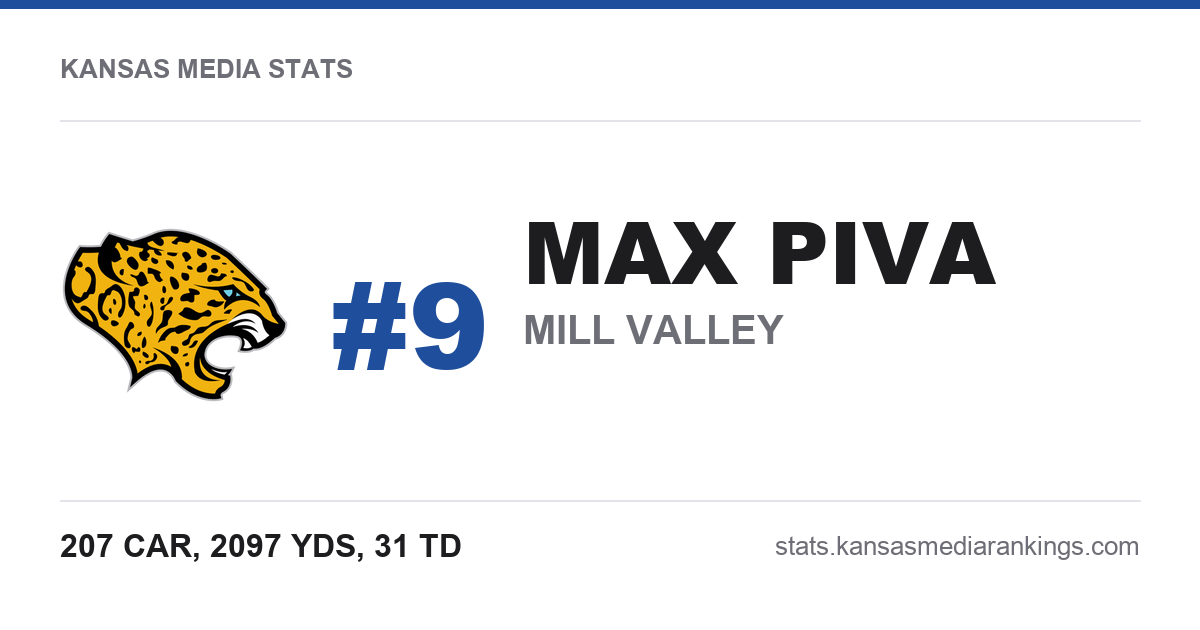 KANSAS MEDIA STATS
#9
MAX PIVA
MILL VALLEY
207 CAR, 2097 YDS, 31 TD
stats.kansasmediarankings.com